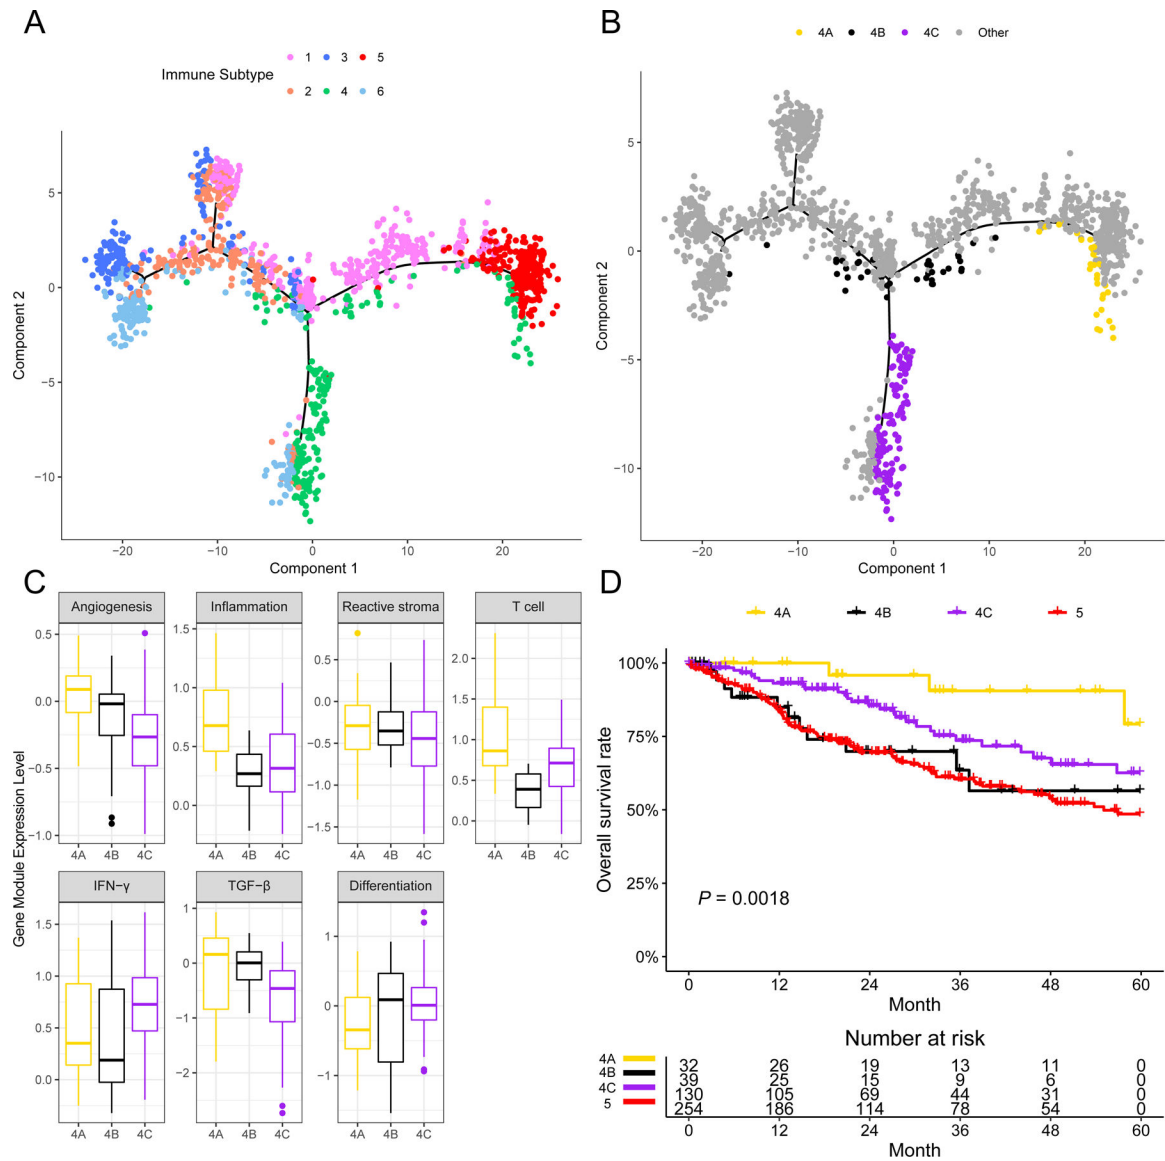 A
Immune Subtype
1 3 5
2 4 6
Component 2
5
0
−5
−10
−20 −10 0 10 20
Component 1
B
4A 4B 4C Other
Component 2
5
0
−5
−10
−20 −10 0 10 20
Component 1
C
Gene Module Expression Level
Angiogenesis
0.5
0.0
−0.5
−1.0
4A 4B 4C
Inflammation
1.5
1.0
0.5
0.0
4A 4B 4C
Reactive stroma
0.5
0.0
−0.5
−1.0
−1.5
4A 4B 4C
T cell
2.0
1.5
1.0
0.5
0.0
4A 4B 4C
IFN−γ
1.5
1.0
0.5
0.0
4A 4B 4C
TGF−β
1
0
−1
−2
4A 4B 4C
Differentiation
1
0
−1
4A 4B 4C
D
4A 4B 4C 5
Overall survival rate
100%
75%
50%
25%
0%
P = 0.0018
0 12 24 36 48 60
Month
Number at risk
4A 32 26 19 13 11 0
4B 39 25 15 9 6 0
4C 130 105 69 44 31 0
5 254 186 114 78 54 0
0 12 24 36 48 60
Month